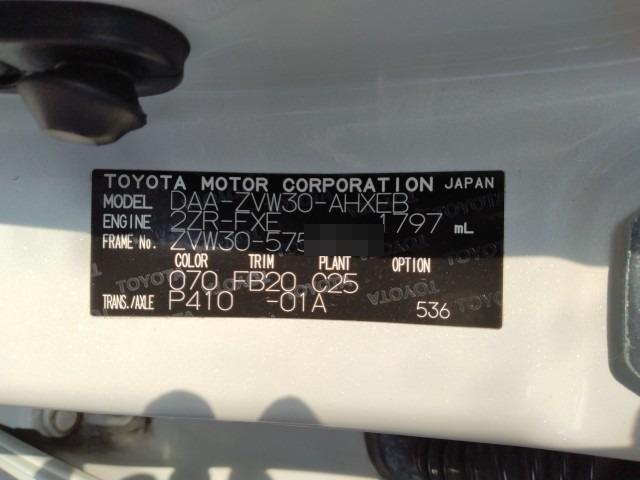 TOYOTA MOTOR CORPORATION JAPAN
MODEL DAA-ZVW30-AHXEB
ENGINE 2ZR-FXE 1797 mL
FRAME No. ZVW30-575
COLOR TRIM PLANT OPTION
070 FB20 C25
TRANS./AXLE P410 -01A 536